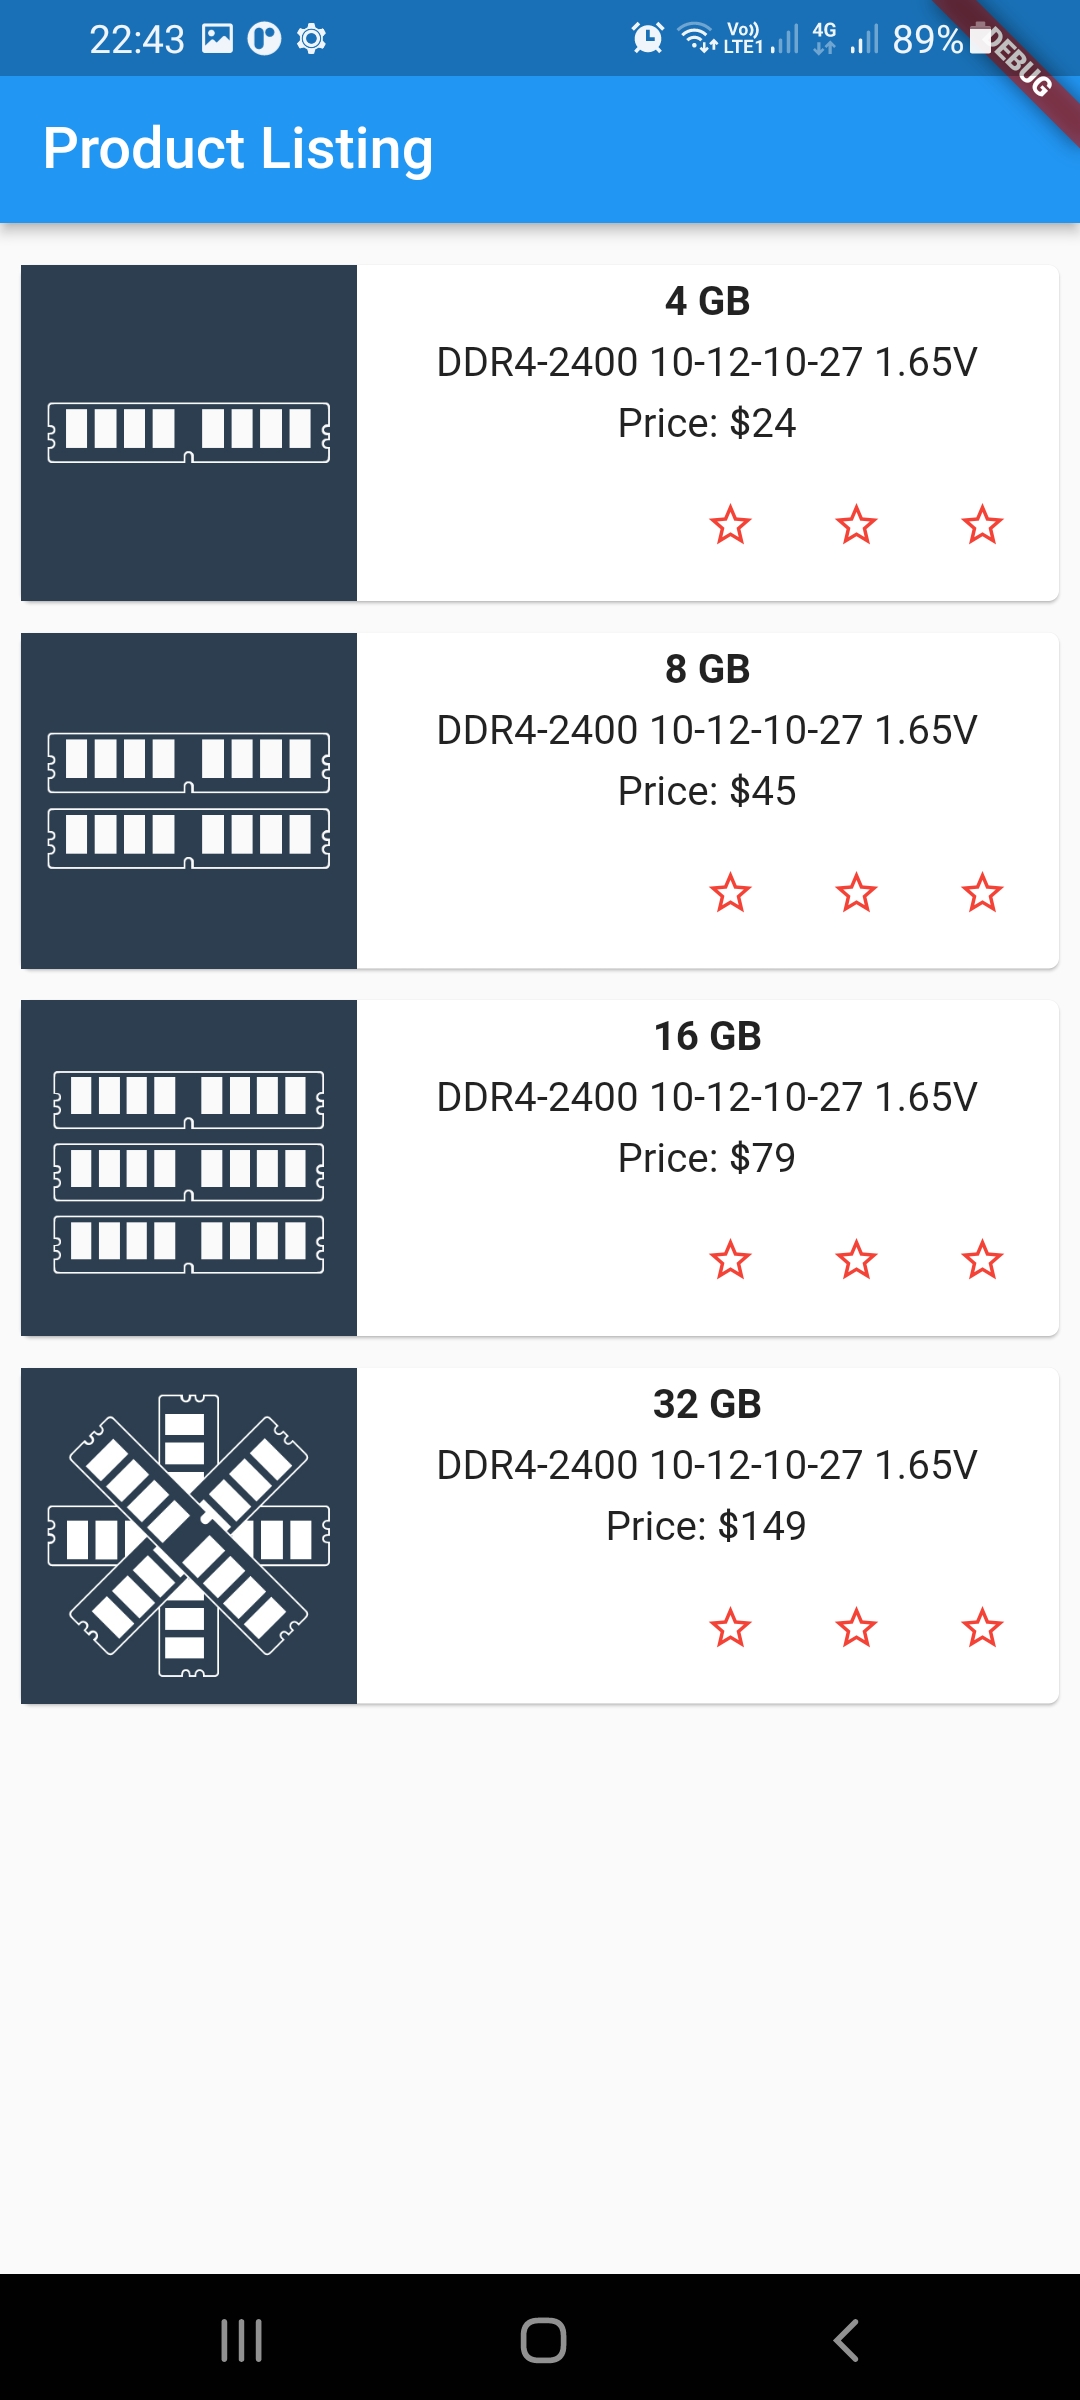 22:43
Vo)) LTE1 4G 89%
DEBUG
Product Listing
4 GB
DDR4-2400 10-12-10-27 1.65V
Price: $24
8 GB
DDR4-2400 10-12-10-27 1.65V
Price: $45
16 GB
DDR4-2400 10-12-10-27 1.65V
Price: $79
32 GB
DDR4-2400 10-12-10-27 1.65V
Price: $149